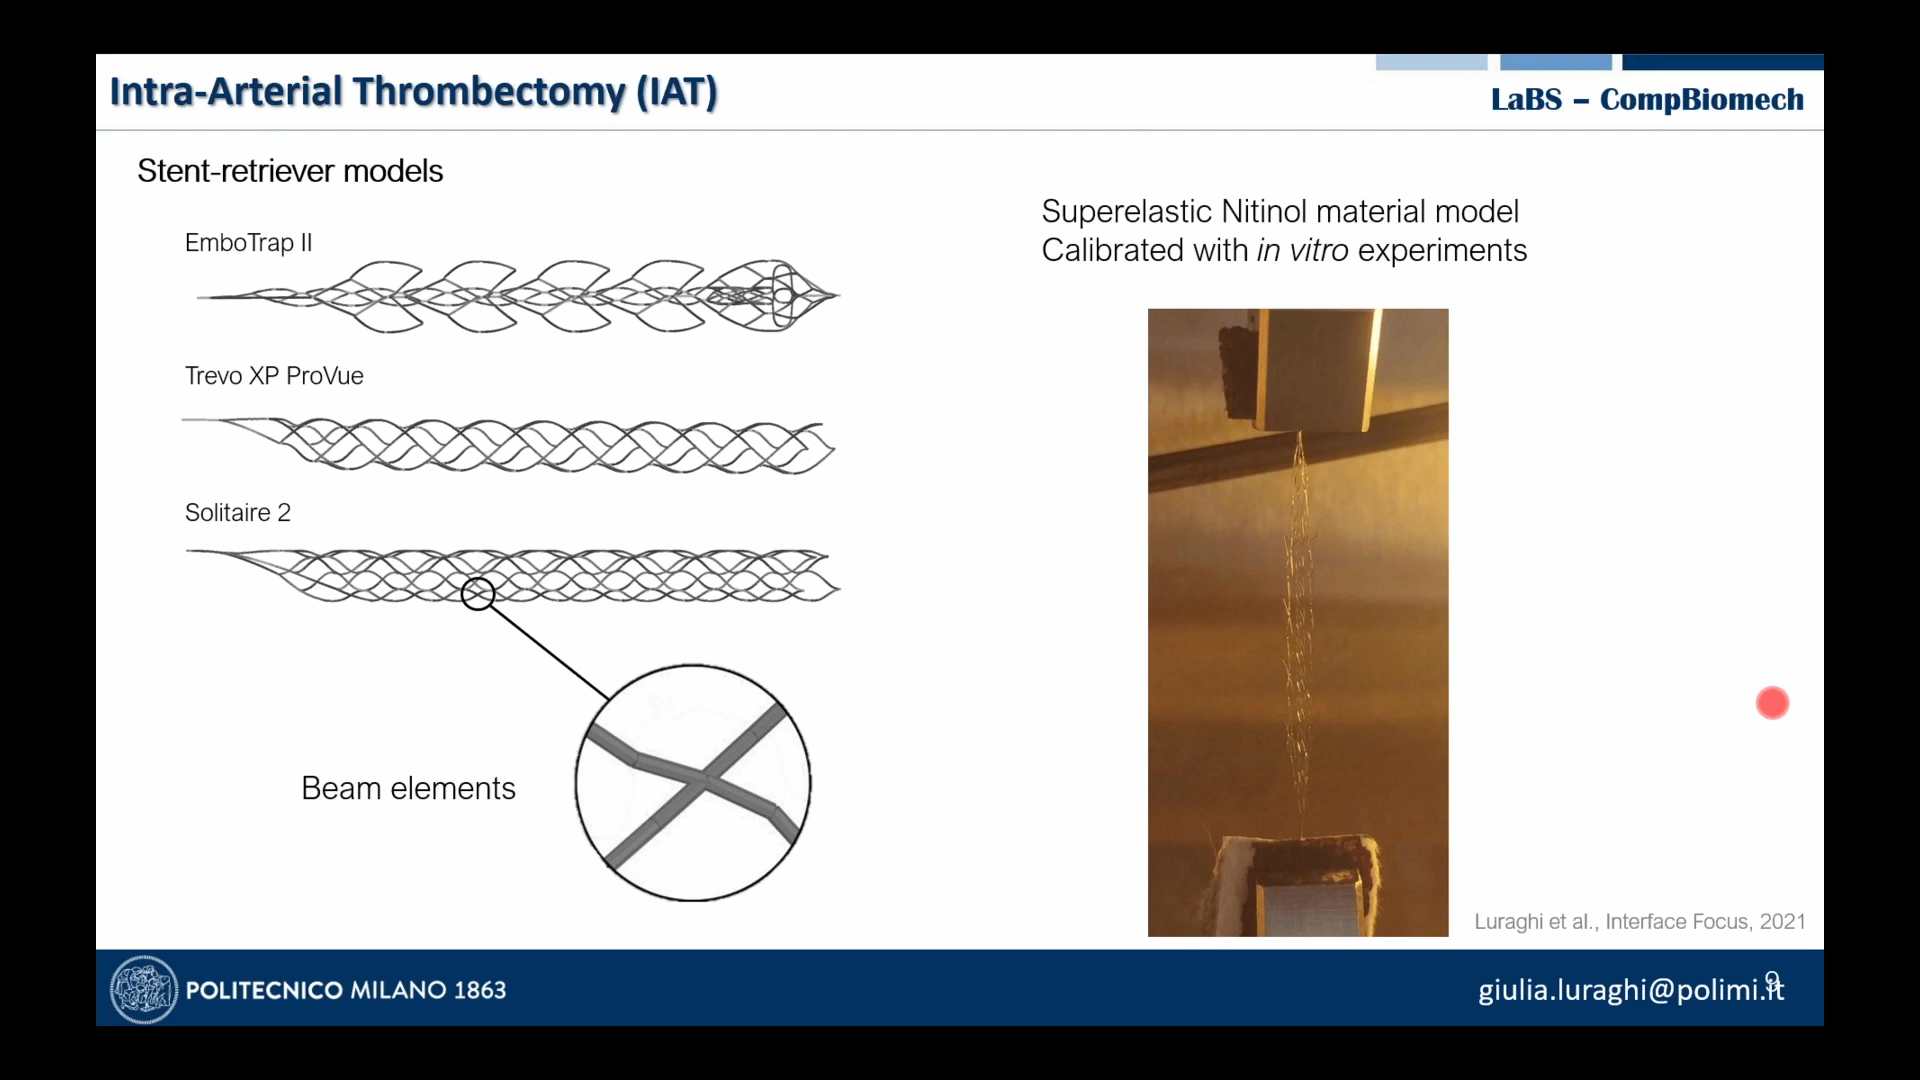 Intra-Arterial Thrombectomy (IAT)
LaBS – CompBiomech
Stent-retriever models
EmboTrap II
Trevo XP ProVue
Solitaire 2
Beam elements
Superelastic Nitinol material model
Calibrated with in vitro experiments
Luraghi et al., Interface Focus, 2021
POLITECNICO MILANO 1863
giulia.luraghi@polimi.it
9